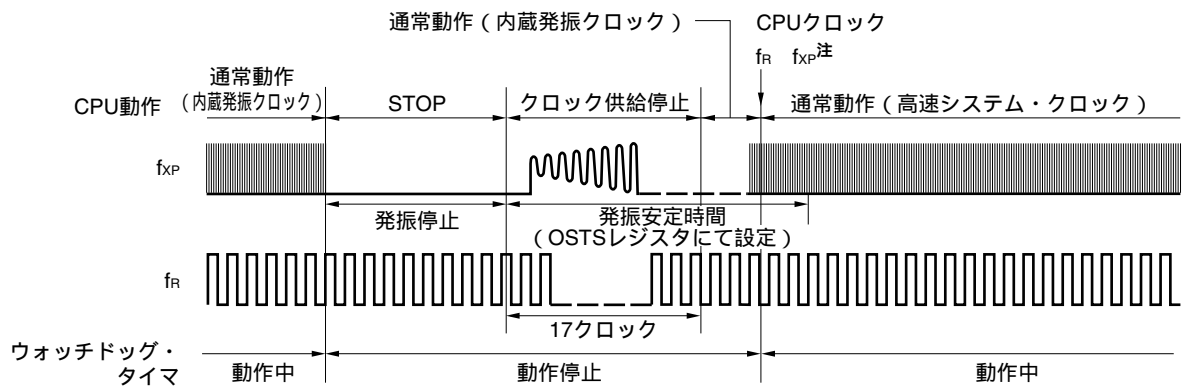 通常動作（内蔵発振クロック）
CPUクロック
fR fXP注
通常動作
（内蔵発振クロック）
CPU動作
STOP
クロック供給停止
通常動作（高速システム・クロック）
fXP
発振停止
発振安定時間
（OSTSレジスタにて設定）
fR
17クロック
ウォッチドッグ・
タイマ
動作中
動作停止
動作中